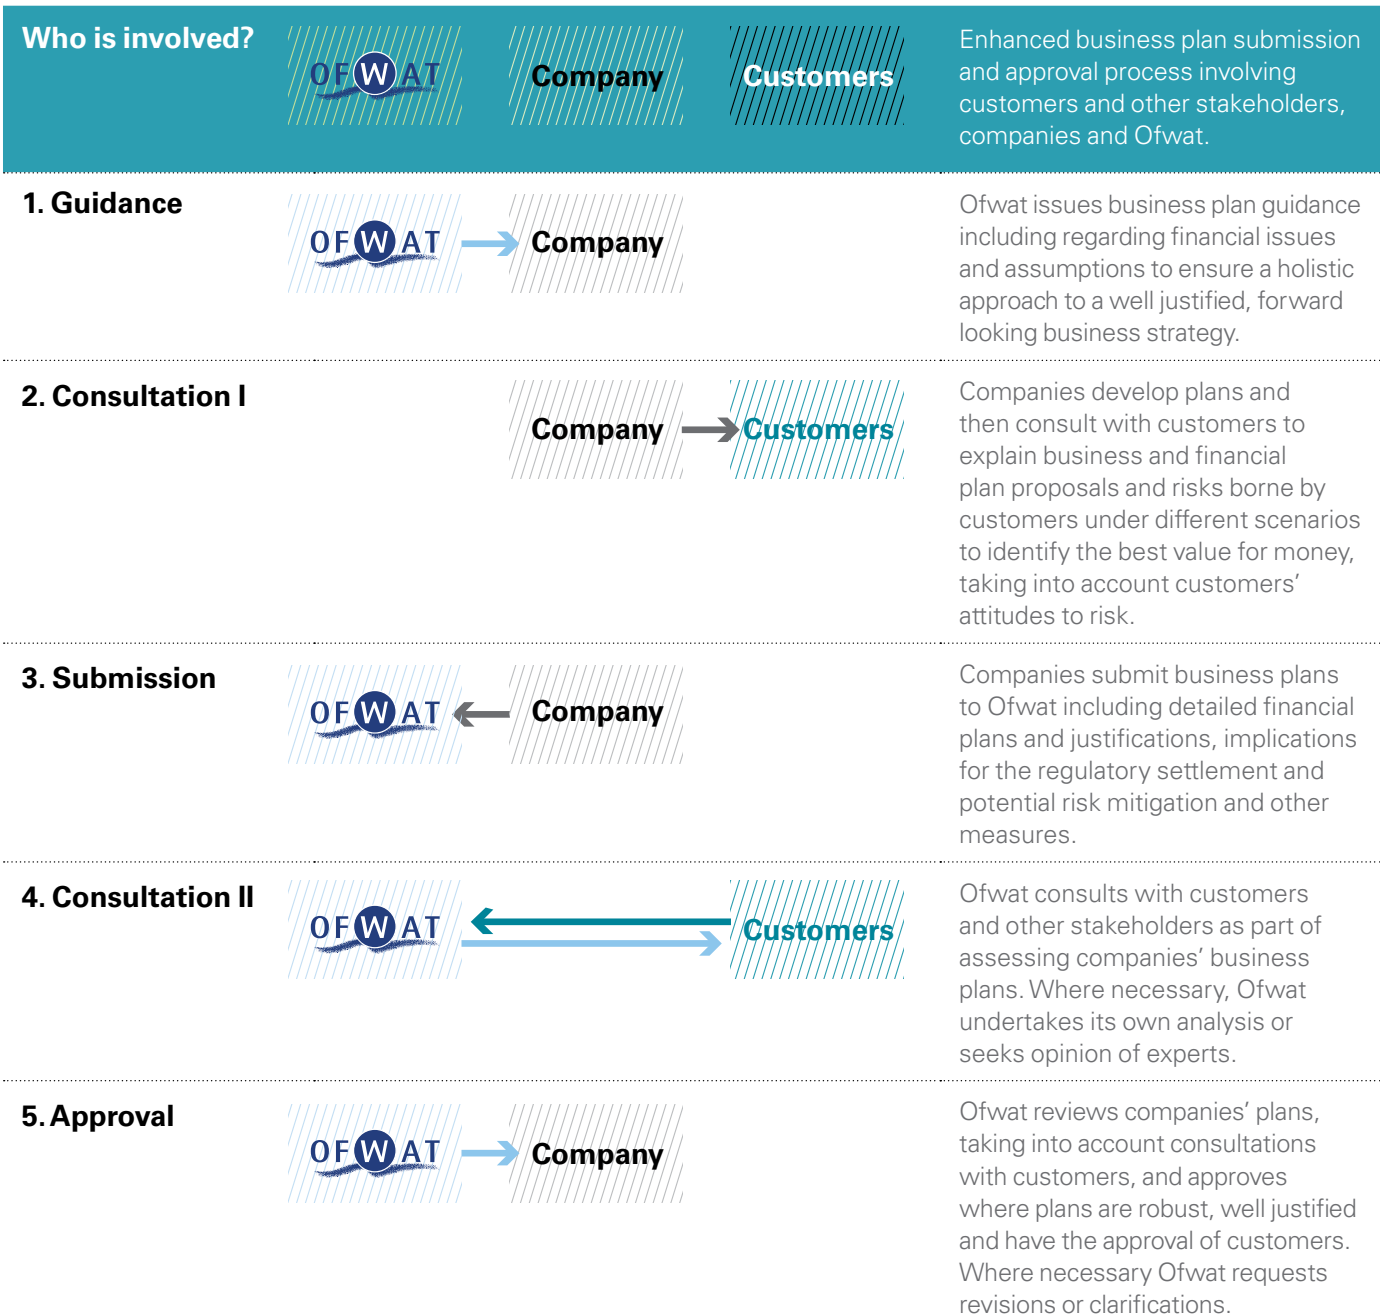 Who is involved?
OFWAT
Company
Customers
Enhanced business plan submission
and approval process involving
customers and other stakeholders,
companies and Ofwat.
1. Guidance
OFWAT
Company
Ofwat issues business plan guidance
including regarding financial issues
and assumptions to ensure a holistic
approach to a well justified, forward
looking business strategy.
2. Consultation I
Company
Customers
Companies develop plans and
then consult with customers to
explain business and financial
plan proposals and risks borne by
customers under different scenarios
to identify the best value for money,
taking into account customers’
attitudes to risk.
3. Submission
OFWAT
Company
Companies submit business plans
to Ofwat including detailed financial
plans and justifications, implications
for the regulatory settlement and
potential risk mitigation and other
measures.
4. Consultation II
OFWAT
Customers
Ofwat consults with customers
and other stakeholders as part of
assessing companies’ business
plans. Where necessary, Ofwat
undertakes its own analysis or
seeks opinion of experts.
5. Approval
OFWAT
Company
Ofwat reviews companies’ plans,
taking into account consultations
with customers, and approves
where plans are robust, well justified
and have the approval of customers.
Where necessary Ofwat requests
revisions or clarifications.